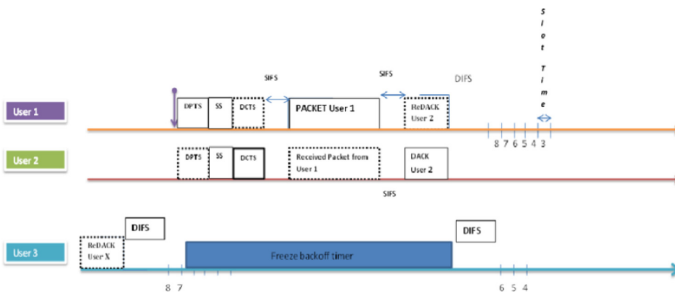 Slot Time
SIFS
SIFS
DIFS
User 1
DPTS
SS
DCTS
PACKET User 1
ReDACK
User 2
8 7 6 5 4 3
User 2
DPTS
SS
DCTS
Received Packet from
User 1
DACK
User 2
SIFS
User 3
ReDACK
User X
DIFS
Freeze backoff timer
DIFS
8 7
6 5 4